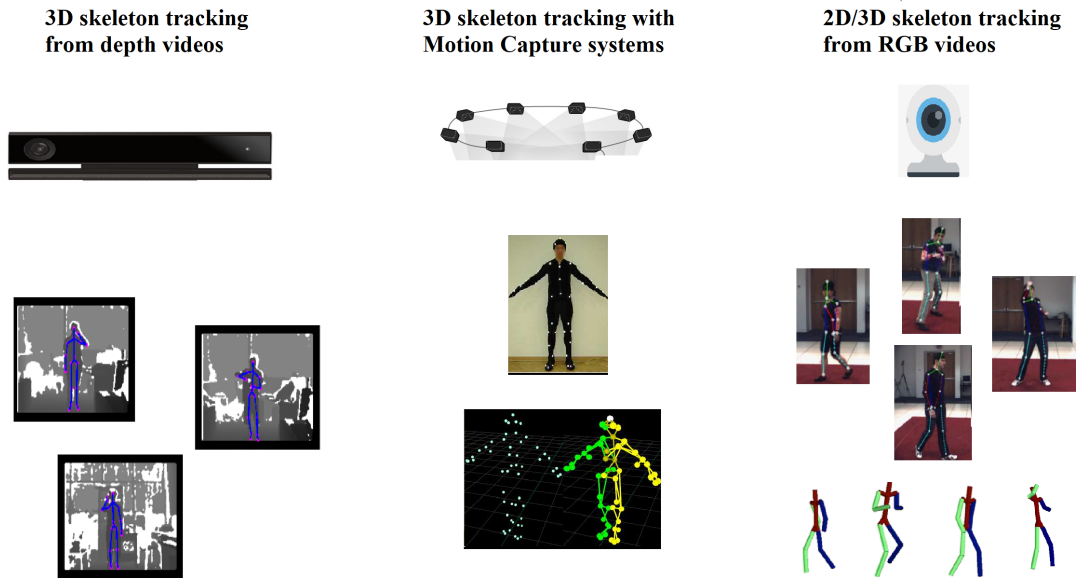 3D skeleton tracking
from depth videos
3D skeleton tracking with
Motion Capture systems
2D/3D skeleton tracking
from RGB videos